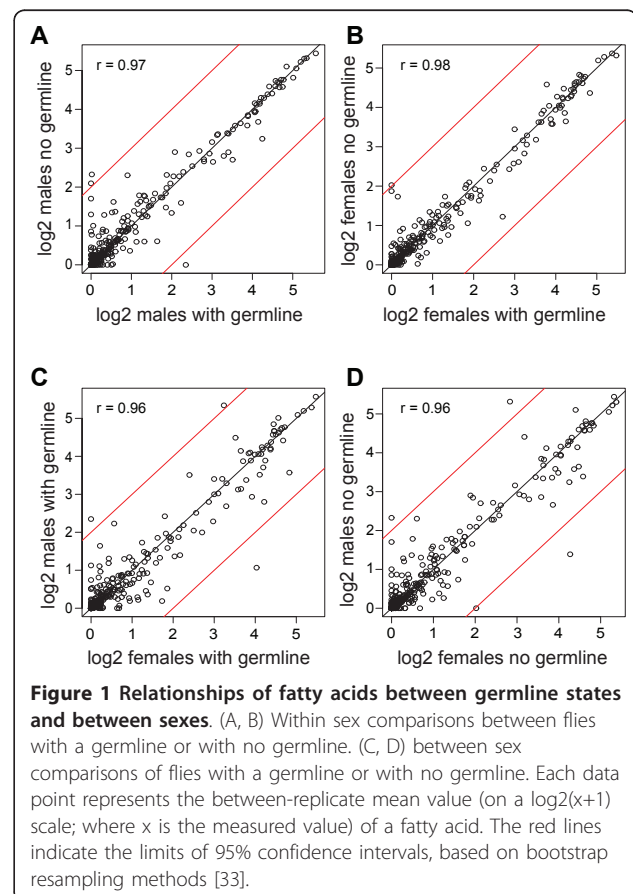 A
r = 0.97
log2 males no germline
5
4
3
2
1
0
0 1 2 3 4 5
log2 males with germline
B
r = 0.98
log2 females no germline
5
4
3
2
1
0
0 1 2 3 4 5
log2 females with germline
C
r = 0.96
log2 males with germline
5
4
3
2
1
0
0 1 2 3 4 5
log2 females with germline
D
r = 0.96
log2 males no germline
5
4
3
2
1
0
0 1 2 3 4 5
log2 females no germline
Figure 1 Relationships of fatty acids between germline states
and between sexes. (A, B) Within sex comparisons between flies
with a germline or with no germline. (C, D) between sex
comparisons of flies with a germline or with no germline. Each data
point represents the between-replicate mean value (on a log2(x+1)
scale; where x is the measured value) of a fatty acid. The red lines
indicate the limits of 95% confidence intervals, based on bootstrap
resampling methods [33].